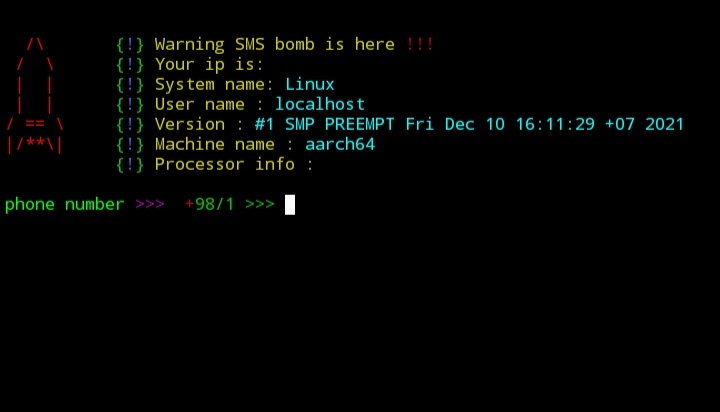 {!} Warning SMS bomb is here !!!
{!} Your ip is:
{!} System name: Linux
{!} User name : localhost
{!} Version : #1 SMP PREEMPT Fri Dec 10 16:11:29 +07 2021
{!} Machine name : aarch64
{!} Processor info :
phone number >>> +98/1 >>>